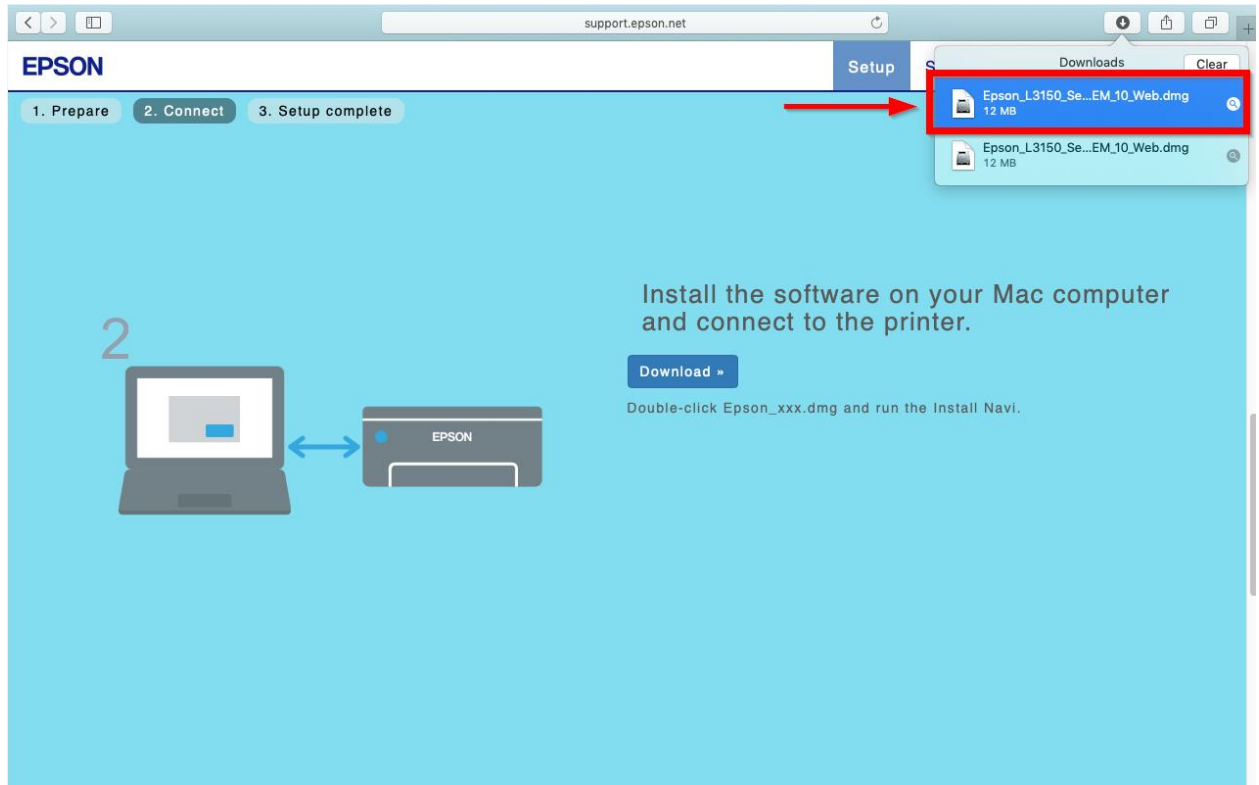 support.epson.net
EPSON
Setup
Downloads
Clear
Epson_L3150_Se...EM_10_Web.dmg
12 MB
Epson_L3150_Se...EM_10_Web.dmg
12 MB
1. Prepare
2. Connect
3. Setup complete
2
EPSON
Install the software on your Mac computer
and connect to the printer.
Download »
Double-click Epson_xxx.dmg and run the Install Navi.